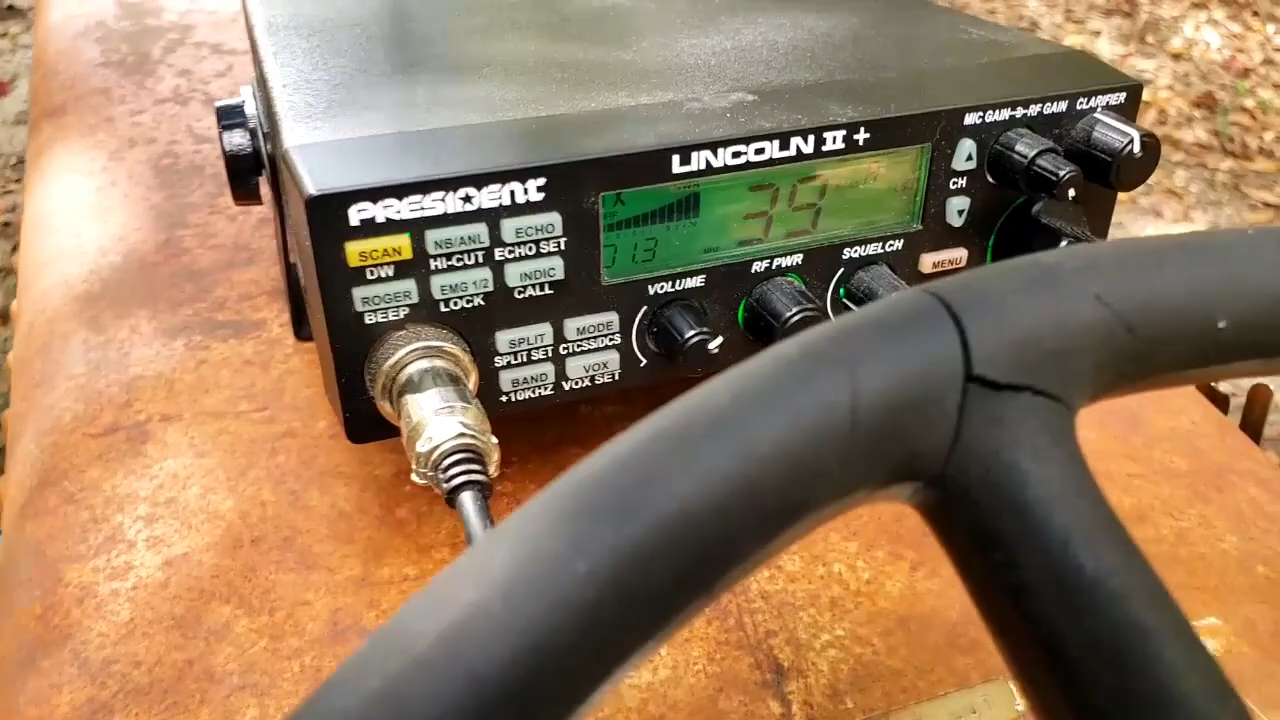 MIC GAIN RF GAIN CLARIFIER
LINCOLN II +
PRESIDENT
39
CH
SCAN
DW
NB/ANL
HI-CUT
ECHO
ECHO SET
ROGER
BEEP
EMG 1/2
LOCK
INDIC
CALL
VOLUME
RF PWR
SQUELCH
MENU
SPLIT
SPLIT SET
MODE
CTCSS/DCS
BAND
+10KHZ
VOX
VOX SET